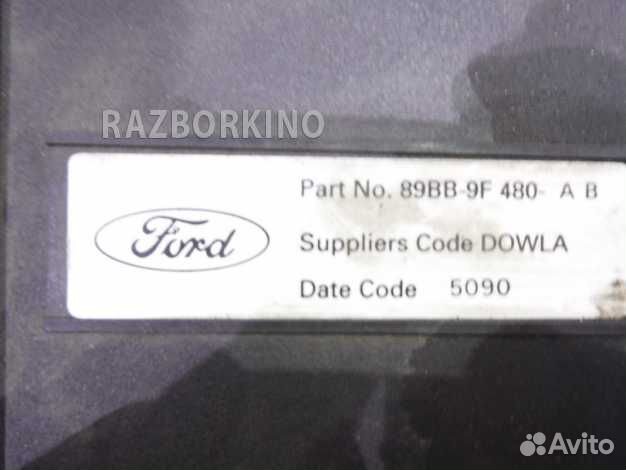 RAZBORKINO
Part No. 89BB-9F 480- A B
Ford
Suppliers Code DOWLA
Date Code 5090
Avito